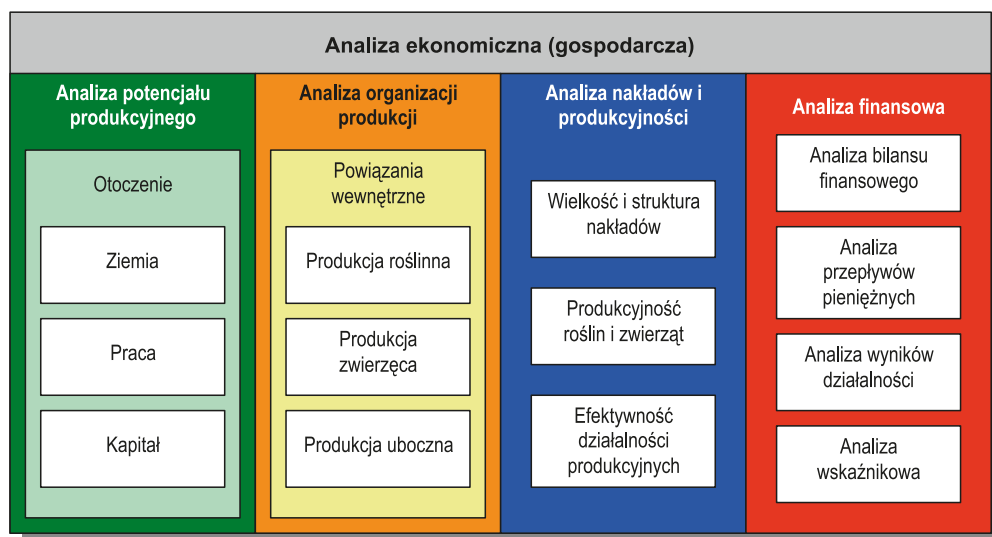 Analiza ekonomiczna (gospodarcza)
Analiza potencjału
produkcyjnego
Otoczenie
Ziemia
Praca
Kapitał
Analiza organizacji
produkcji
Powiązania
wewnętrzne
Produkcja roślinna
Produkcja
zwierzęca
Produkcja uboczna
Analiza nakładów i
produkcyjności
Wielkość i struktura
nakładów
Produkcyjność
roślin i zwierząt
Efektywność
działalności
produkcyjnych
Analiza finansowa
Analiza bilansu
finansowego
Analiza
przepływów
pieniężnych
Analiza wyników
działalności
Analiza
wskaźnikowa